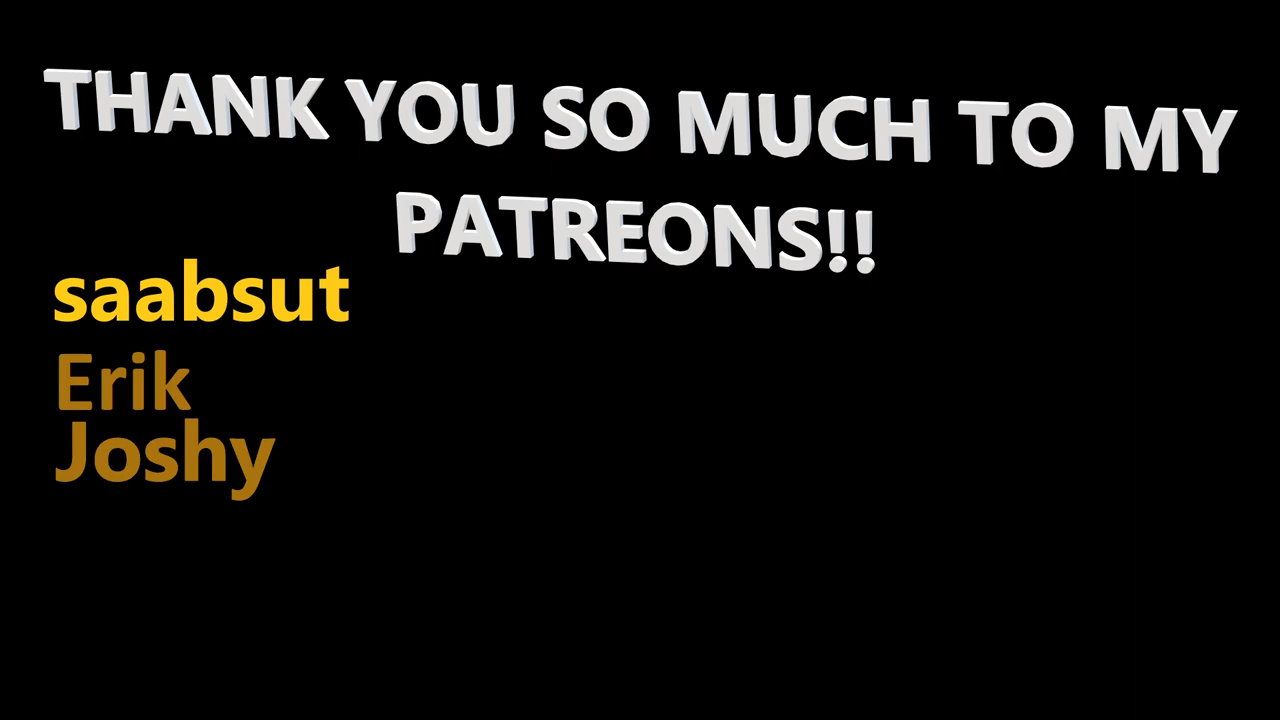 THANK YOU SO MUCH TO MY
PATREONS!!
saabsut
Erik
Joshy